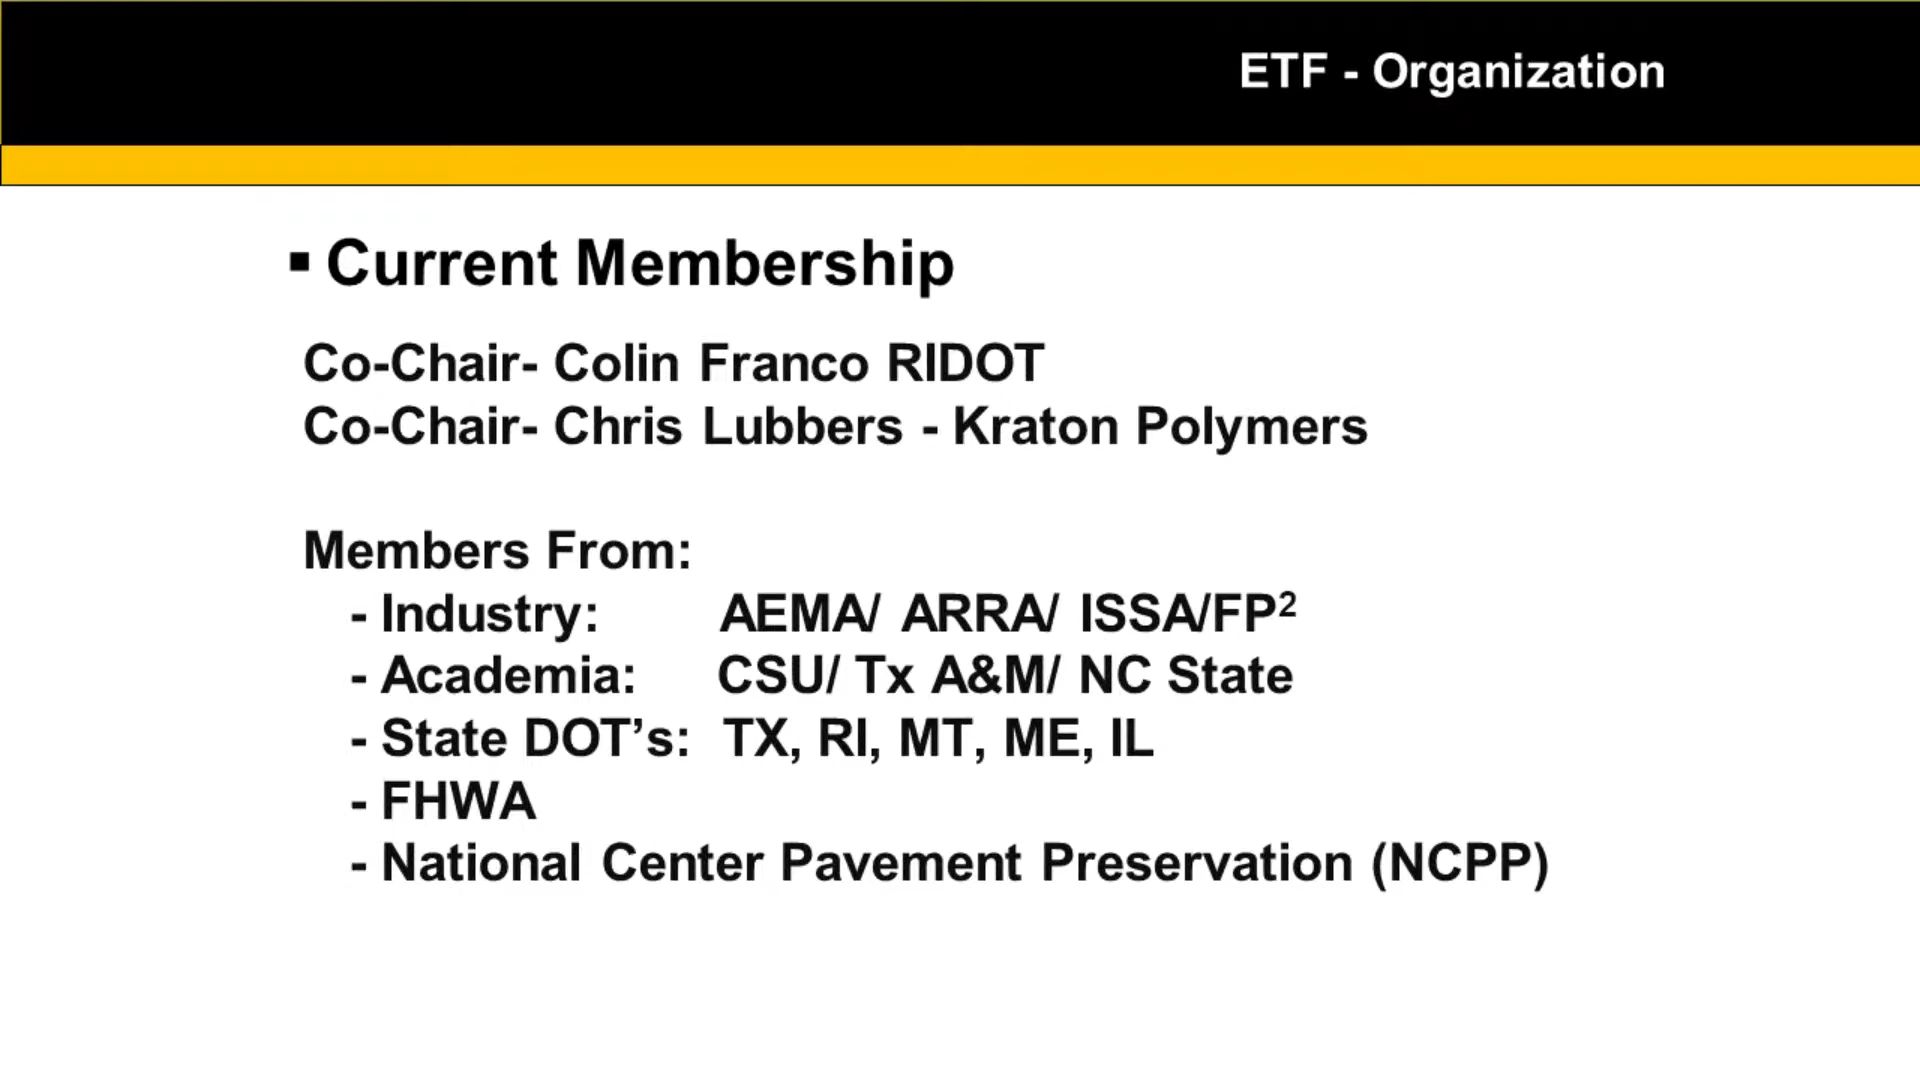 ETF - Organization
▪ Current Membership
Co-Chair- Colin Franco RIDOT
Co-Chair- Chris Lubbers - Kraton Polymers
Members From:
- Industry: AEMA/ ARRA/ ISSA/FP²
- Academia: CSU/ Tx A&M/ NC State
- State DOT’s: TX, RI, MT, ME, IL
- FHWA
- National Center Pavement Preservation (NCPP)